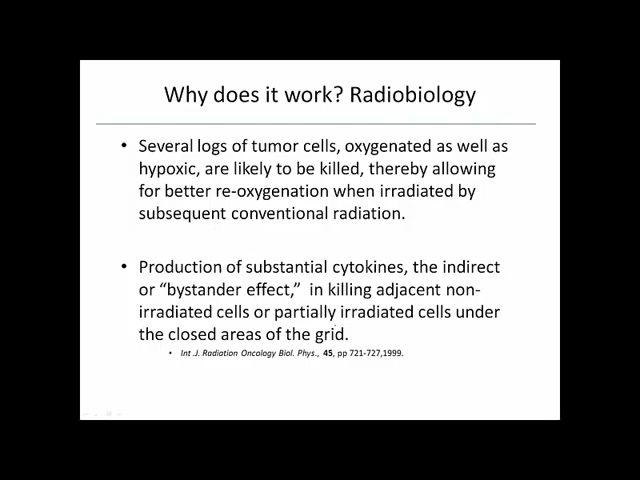 Why does it work? Radiobiology
• Several logs of tumor cells, oxygenated as well as
hypoxic, are likely to be killed, thereby allowing
for better re-oxygenation when irradiated by
subsequent conventional radiation.
• Production of substantial cytokines, the indirect
or “bystander effect,” in killing adjacent non-
irradiated cells or partially irradiated cells under
the closed areas of the grid.
• Int .J. Radiation Oncology Biol. Phys., 45, pp 721-727,1999.